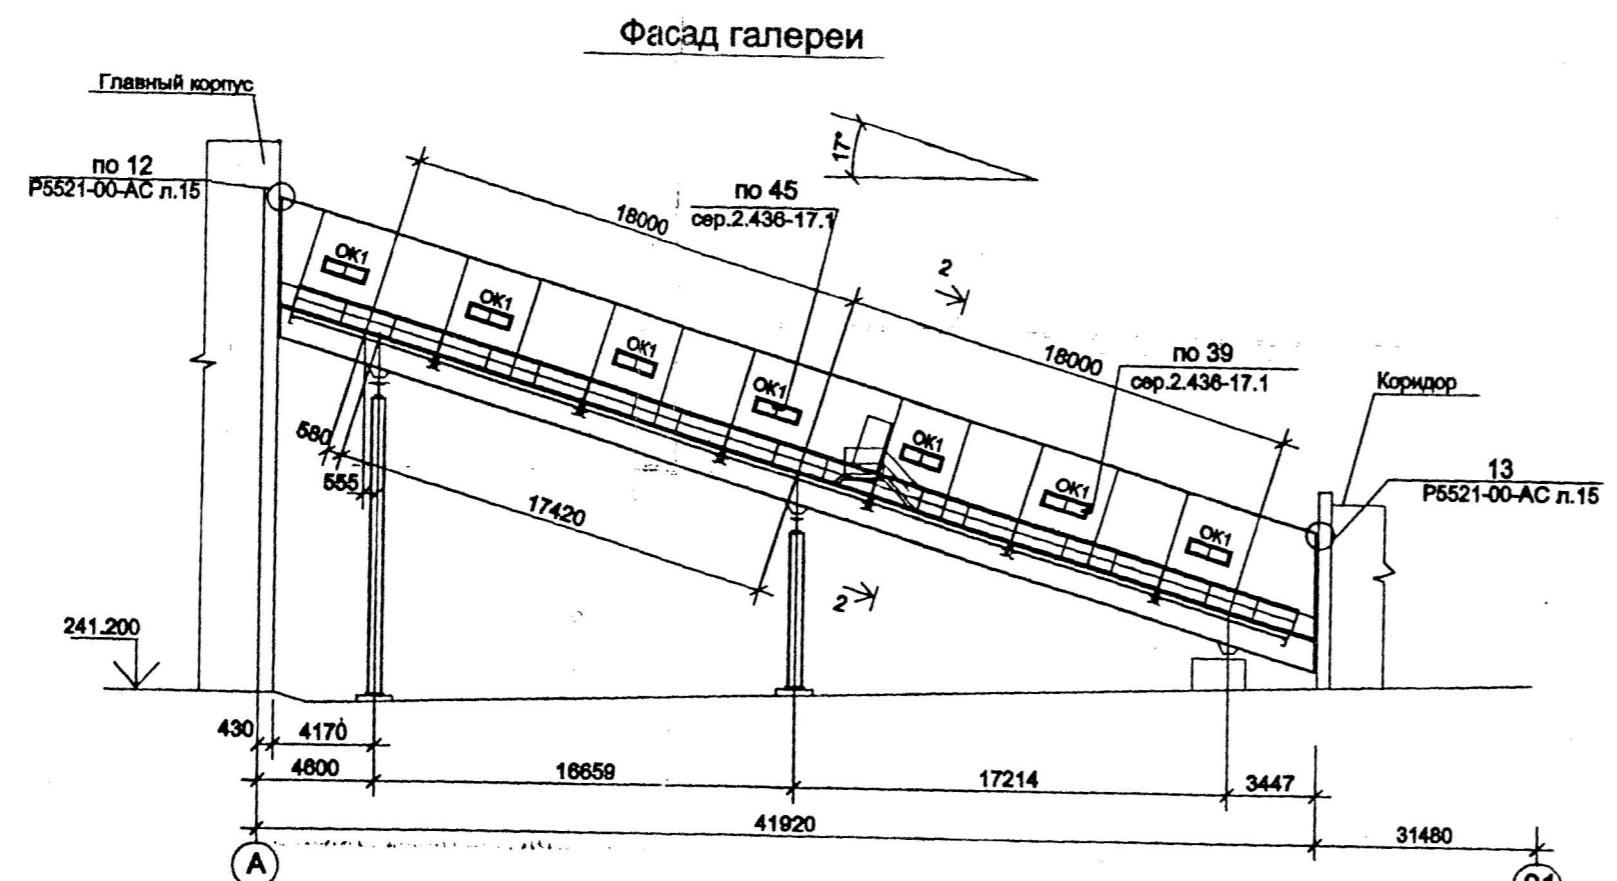 Фасад галереи
Главный корпус
по 12
Р5521-00-АС л.15
17°
по 45
сер.2.436-17.1
18000
2
18000
по 39
сер.2.436-17.1
Коридор
13
Р5521-00-АС л.15
ОК1
ОК1
ОК1
ОК1
ОК1
ОК1
ОК1
580
555
17420
2
241.200
430
4170
4600
16659
17214
3447
41920
31480
А